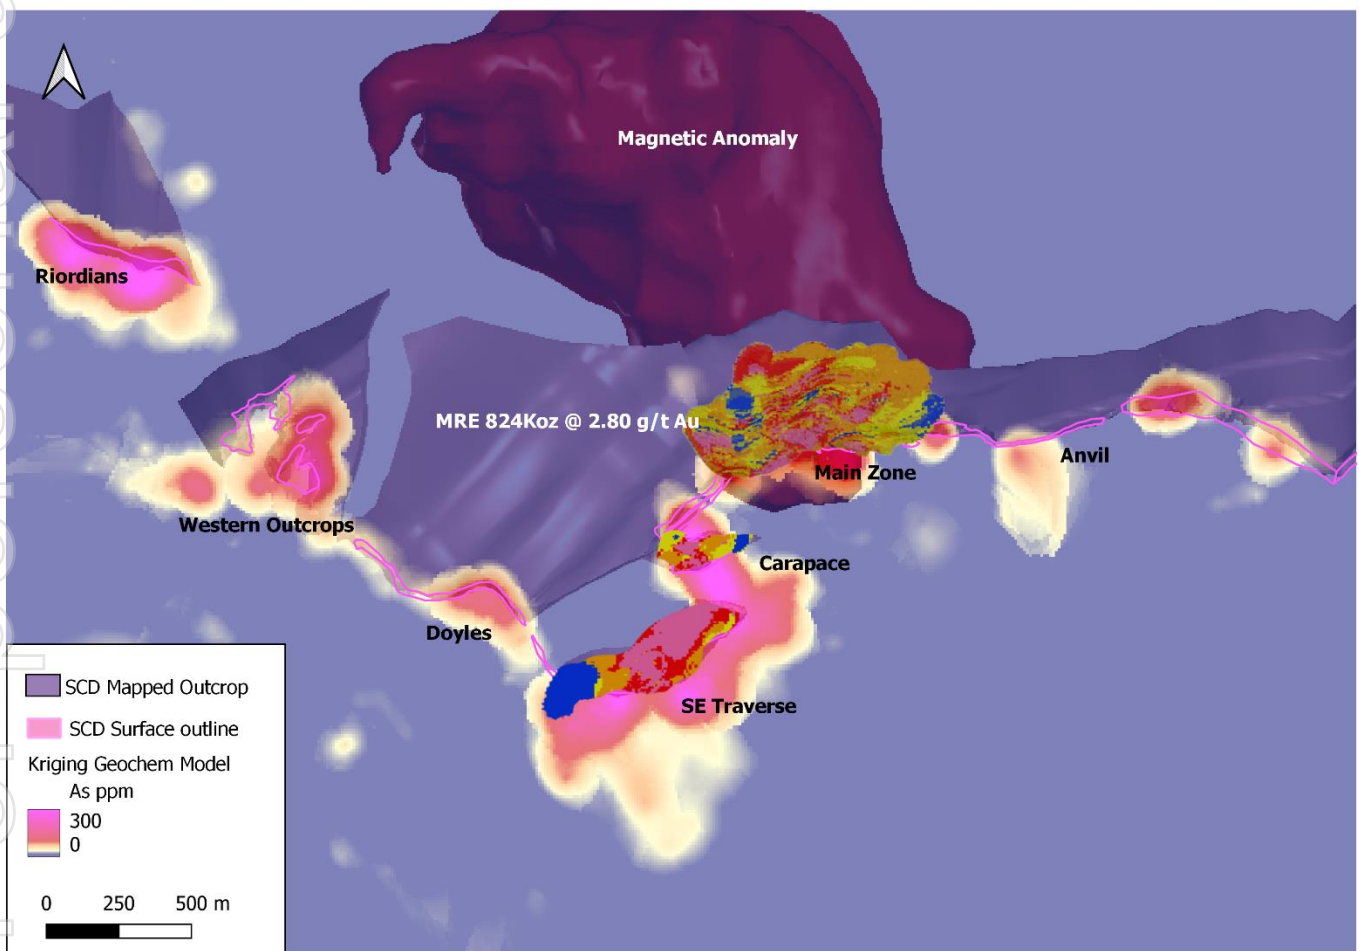 Magnetic Anomaly
Riordians
MRE 824Koz @ 2.80 g/t Au
Main Zone
Anvil
Western Outcrops
Carapace
Doyles
SE Traverse
SCD Mapped Outcrop
SCD Surface outline
Kriging Geochem Model
As ppm
300
0
0 250 500 m